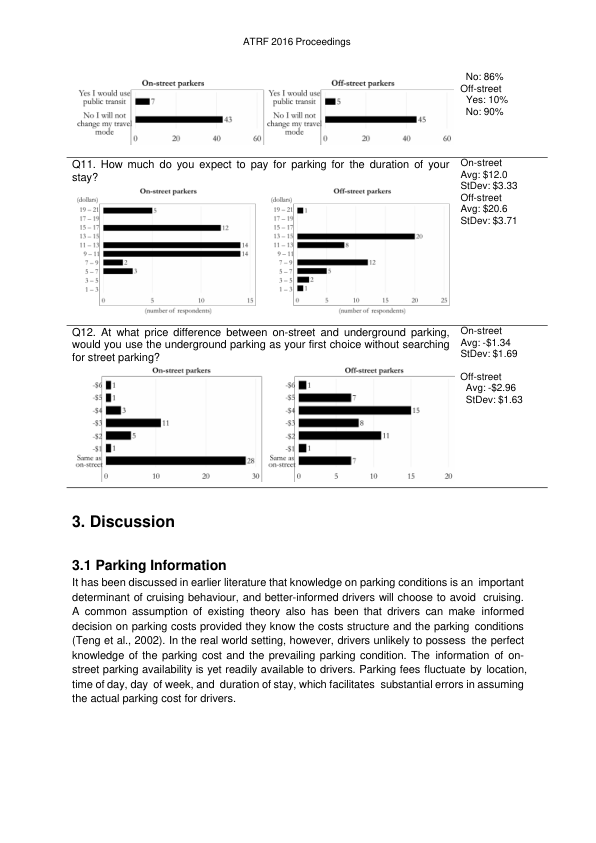 ATRF 2016 Proceedings
On-street parkers
Yes I would use
public transit
7
No I will not
change my trave
mode
43
0 20 40 60
Off-street parkers
Yes I would use
public transit
5
No I will not
change my trave
mode
45
0 20 40 60
No: 86%
Off-street
Yes: 10%
No: 90%
Q11. How much do you expect to pay for parking for the duration of your
stay?
On-street parkers
(dollars)
19 – 21 5
17 – 19
15 – 17 12
13 – 15
11 – 13 14
9 – 11 14
7 – 9 2
5 – 7 3
3 – 5
1 – 3
0 5 10 15
(number of respondents)
Off-street parkers
(dollars)
19 – 21 1
17 – 19
15 – 17
13 – 15 20
11 – 13 8
9 – 11
7 – 9 12
5 – 7 5
3 – 5 2
1 – 3 1
0 5 10 15 20 25
(number of respondents)
On-street
Avg: $12.0
StDev: $3.33
Off-street
Avg: $20.6
StDev: $3.71
Q12. At what price difference between on-street and underground parking,
would you use the underground parking as your first choice without searching
for street parking?
On-street parkers
-$6 1
-$5 1
-$4 3
-$3 11
-$2 5
-$1 1
Same as
on-street
28
0 10 20 30
Off-street parkers
-$6 1
-$5 7
-$4 15
-$3 8
-$2 11
-$1 1
Same as
on-street
7
0 5 10 15 20
On-street
Avg: -$1.34
StDev: $1.69
Off-street
Avg: -$2.96
StDev: $1.63
3. Discussion
3.1 Parking Information
It has been discussed in earlier literature that knowledge on parking conditions is an important
determinant of cruising behaviour, and better-informed drivers will choose to avoid cruising.
A common assumption of existing theory also has been that drivers can make informed
decision on parking costs provided they know the costs structure and the parking conditions
(Teng et al., 2002). In the real world setting, however, drivers unlikely to possess the perfect
knowledge of the parking cost and the prevailing parking condition. The information of on-
street parking availability is yet readily available to drivers. Parking fees fluctuate by location,
time of day, day of week, and duration of stay, which facilitates substantial errors in assuming
the actual parking cost for drivers.